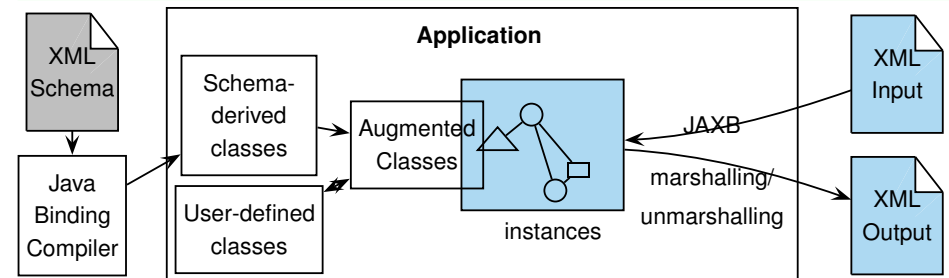 XML
Schema
Java
Binding
Compiler
Application
Schema-
derived
classes
User-defined
classes
Augmented
Classes
instances
JAXB
marshalling/
unmarshalling
XML
Input
XML
Output